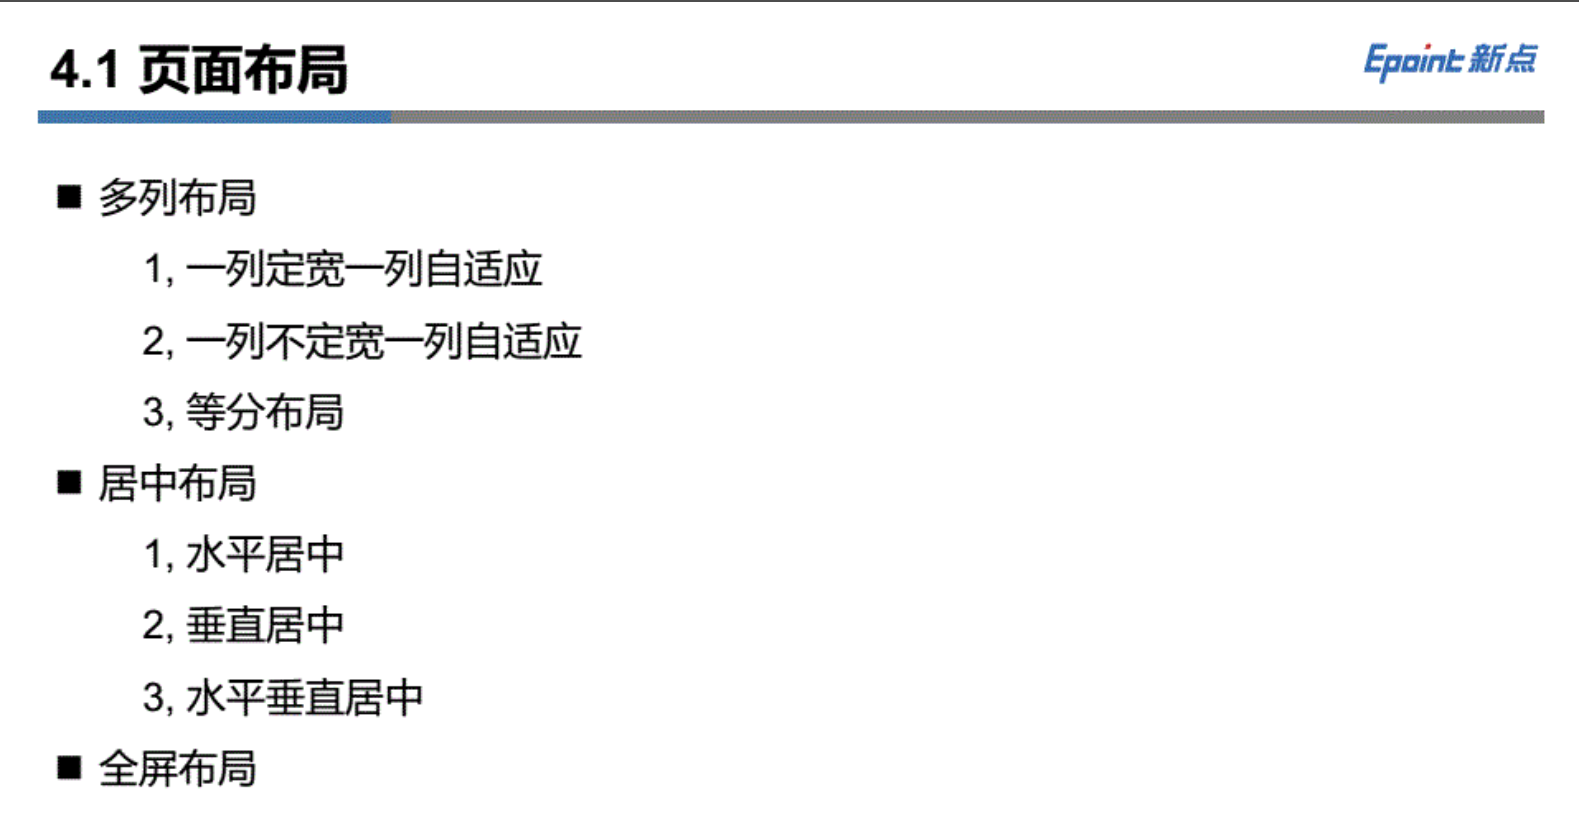 4.1 页面布局
Epoint 新点
■ 多列布局
1, 一列定宽一列自适应
2, 一列不定宽一列自适应
3, 等分布局
■ 居中布局
1, 水平居中
2, 垂直居中
3, 水平垂直居中
■ 全屏布局